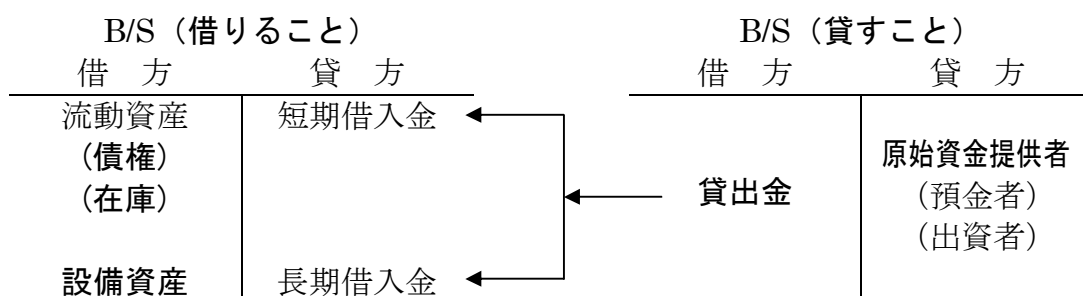 B/S（借りること）
借　方　貸　方
流動資産　短期借入金
（債権）
（在庫）
設備資産　長期借入金
B/S（貸すこと）
借　方　貸　方
原始資金提供者
貸出金　（預金者）
（出資者）